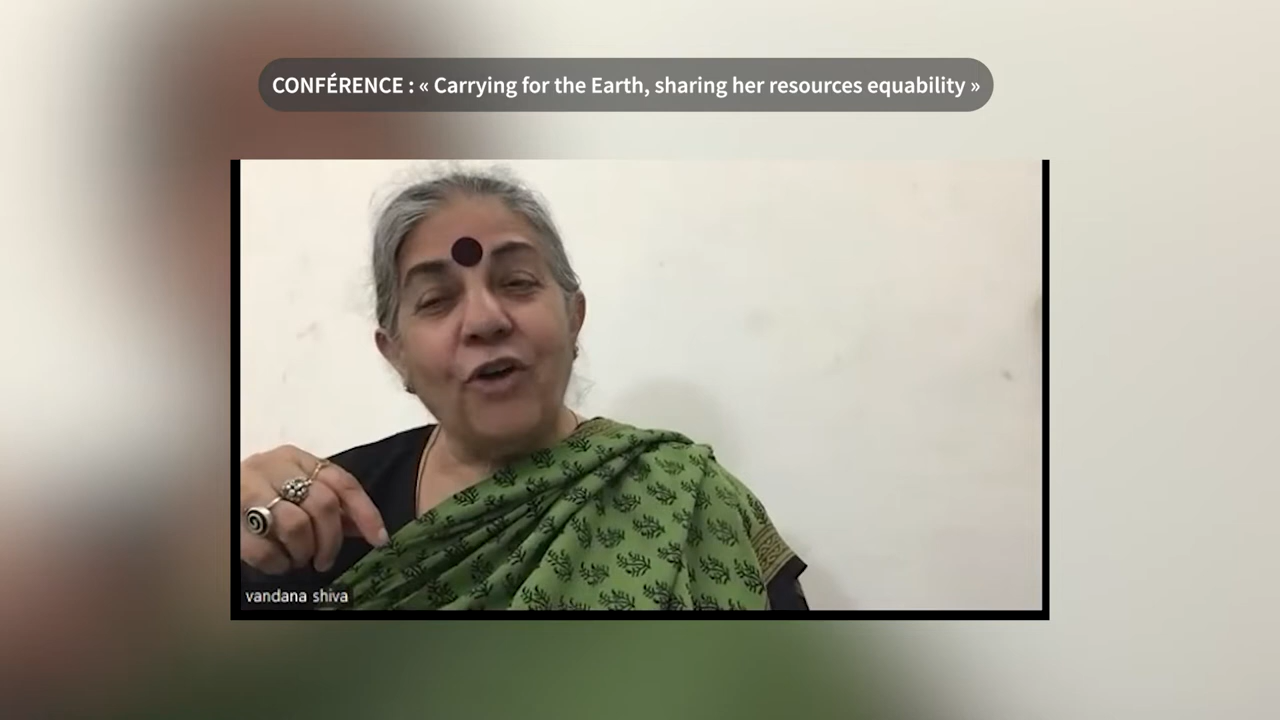 CONFÉRENCE : « Carrying for the Earth, sharing her resources equability »
vandana shiva